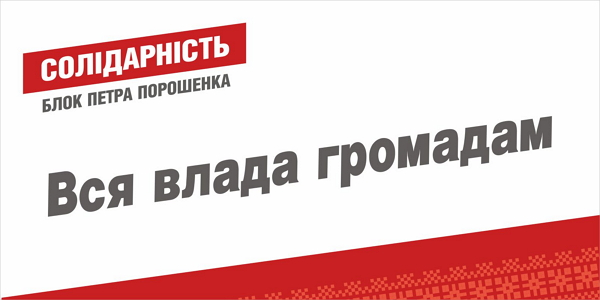 СОЛІДАРНІСТЬ
БЛОК ПЕТРА ПОРОШЕНКА
Вся влада громадам